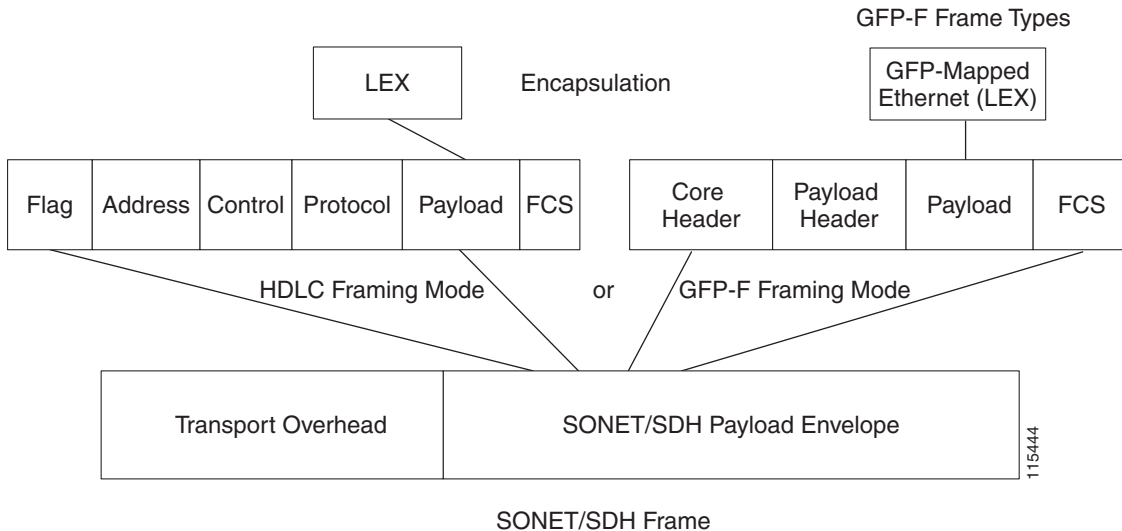 GFP-F Frame Types
LEX
Encapsulation
GFP-Mapped
Ethernet (LEX)
Flag
Address
Control
Protocol
Payload
FCS
Core
Header
Payload
Header
Payload
FCS
HDLC Framing Mode
or
GFP-F Framing Mode
Transport Overhead
SONET/SDH Payload Envelope
115444
SONET/SDH Frame